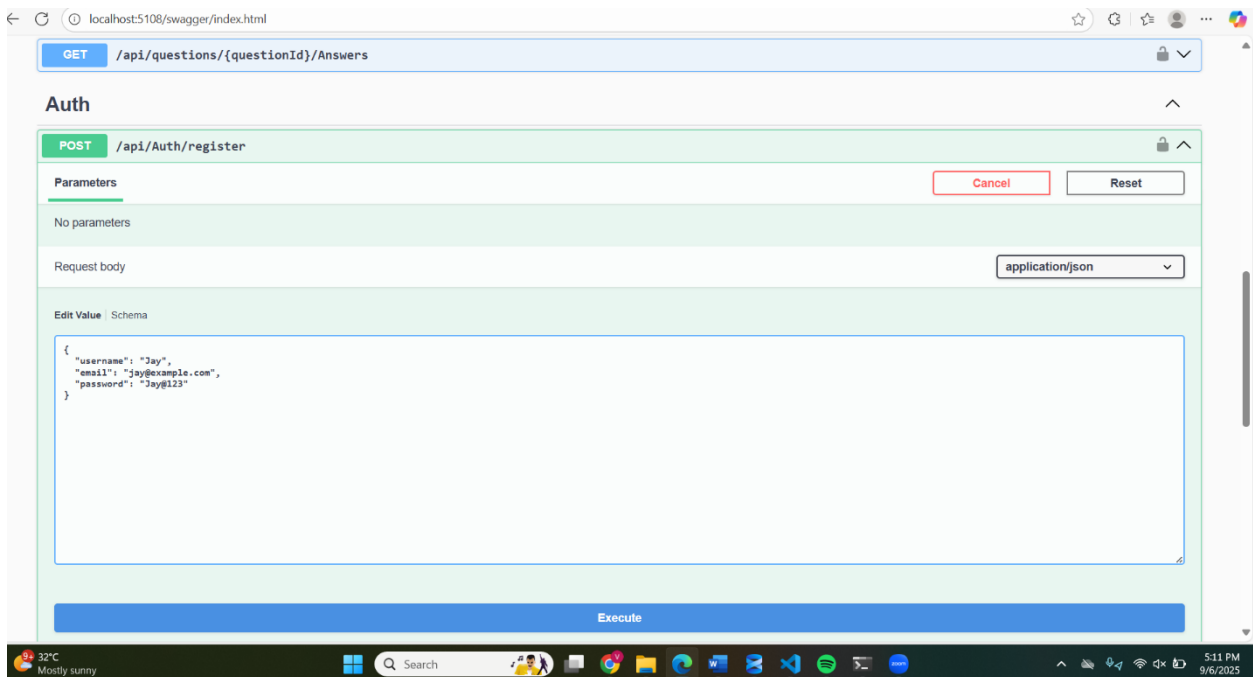 localhost:5108/swagger/index.html
GET /api/questions/{questionId}/Answers
Auth
POST /api/Auth/register
Parameters
Cancel
Reset
No parameters
Request body
application/json
Edit Value
Schema
{
"username": "Jay",
"email": "jay@example.com",
"password": "Jay@123"
}
Execute
9+
32°C
Mostly sunny
Search
5:11 PM
9/6/2025